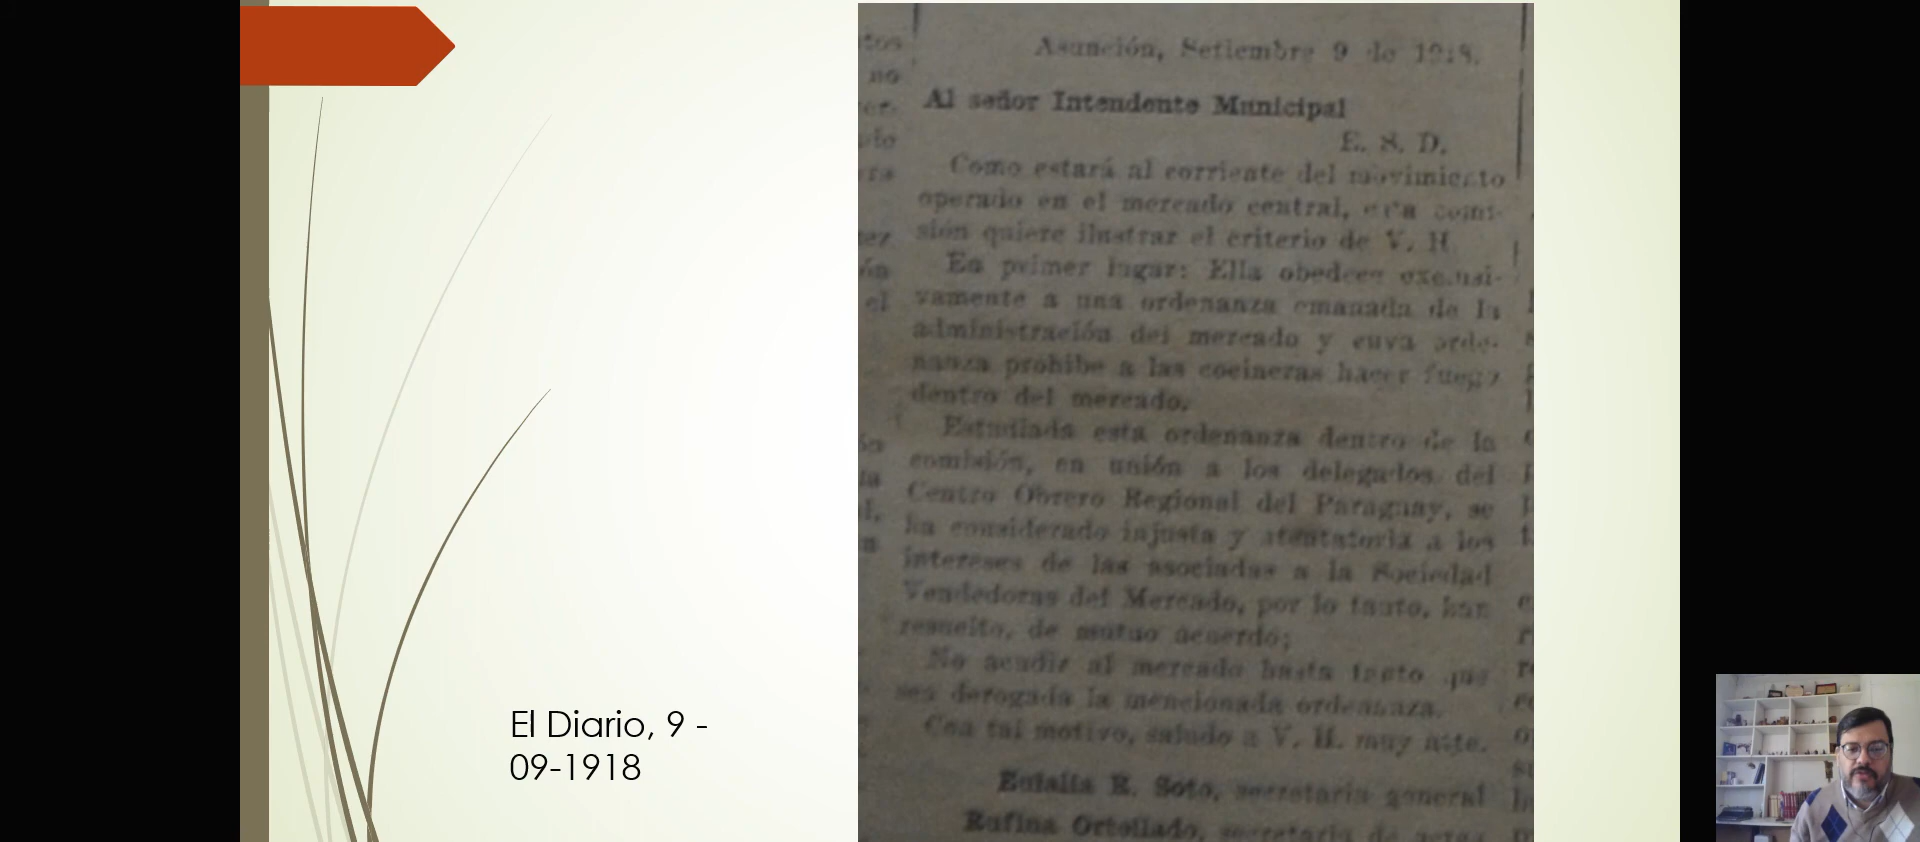 El Diario, 9 -
09-1918
tos
no
el
Asunción, Setiembre 9 de 1918.
Al señor Intendente Municipal
E. S. D.
Como estará al corriente del movimiento
operado en el mercado central, esta comi-
sión quiere ilustrar el criterio de V. H.
En primer lugar: Ella obedece exclusi-
vamente a una ordenanza emanada de la
administración del mercado y cuya orde-
nanza prohibe a las cocineras hacer fuego
dentro del mercado.
Estudiada esta ordenanza dentro de la
comisión, en unión a los delegados del
Centro Obrero Regional del Paraguay, se
ha considerado injusta y atentatoria a los
intereses de las asociadas a la Sociedad
Vendedoras del Mercado, por lo tanto, han
resuelto, de mutuo acuerdo;
No acudir al mercado hasta tanto que
sea derogada la mencionada ordenanza.
Con tal motivo, saludo a V. H. muy atte.
Eulalia R. Soto, secretaria general
Rufina Ortellado, secretaria de actas